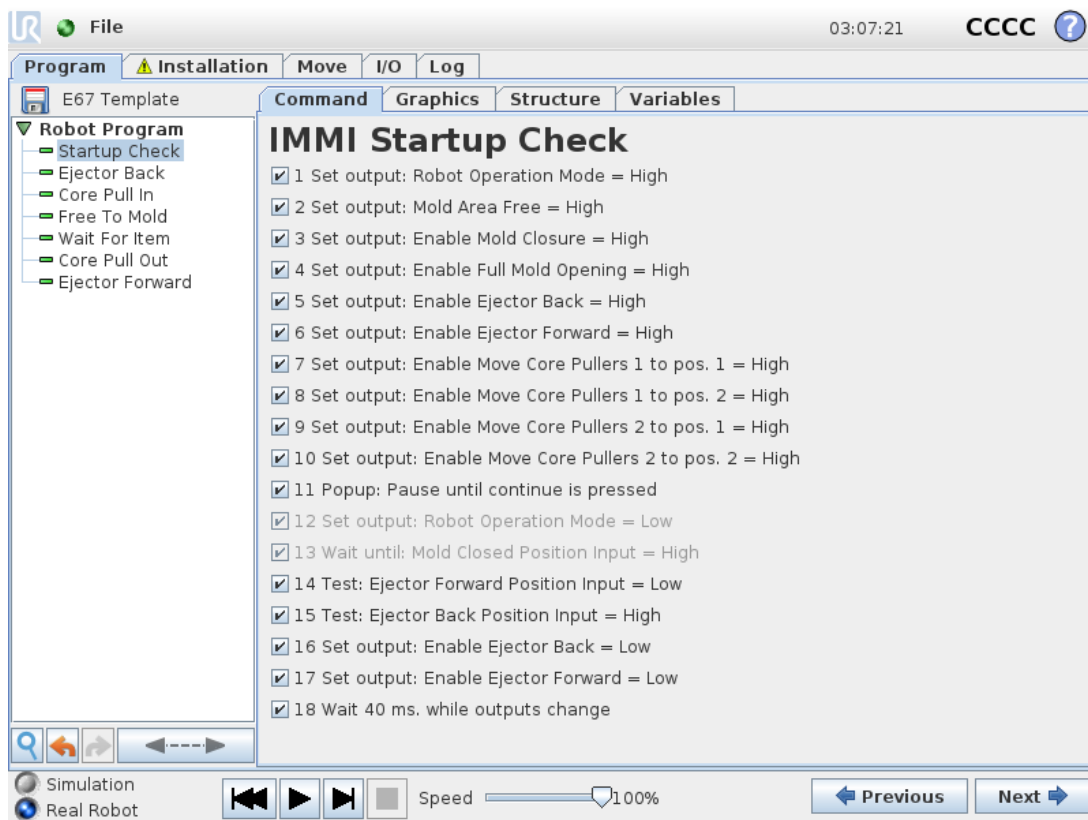 UR File 03:07:21 CCCC ?
Program Installation Move I/O Log
E67 Template
Command Graphics Structure Variables
Robot Program
Startup Check
Ejector Back
Core Pull In
Free To Mold
Wait For Item
Core Pull Out
Ejector Forward
IMMI Startup Check
1 Set output: Robot Operation Mode = High
2 Set output: Mold Area Free = High
3 Set output: Enable Mold Closure = High
4 Set output: Enable Full Mold Opening = High
5 Set output: Enable Ejector Back = High
6 Set output: Enable Ejector Forward = High
7 Set output: Enable Move Core Pullers 1 to pos. 1 = High
8 Set output: Enable Move Core Pullers 1 to pos. 2 = High
9 Set output: Enable Move Core Pullers 2 to pos. 1 = High
10 Set output: Enable Move Core Pullers 2 to pos. 2 = High
11 Popup: Pause until continue is pressed
12 Set output: Robot Operation Mode = Low
13 Wait until: Mold Closed Position Input = High
14 Test: Ejector Forward Position Input = Low
15 Test: Ejector Back Position Input = High
16 Set output: Enable Ejector Back = Low
17 Set output: Enable Ejector Forward = Low
18 Wait 40 ms. while outputs change
Simulation
Real Robot
Speed 100%
Previous Next